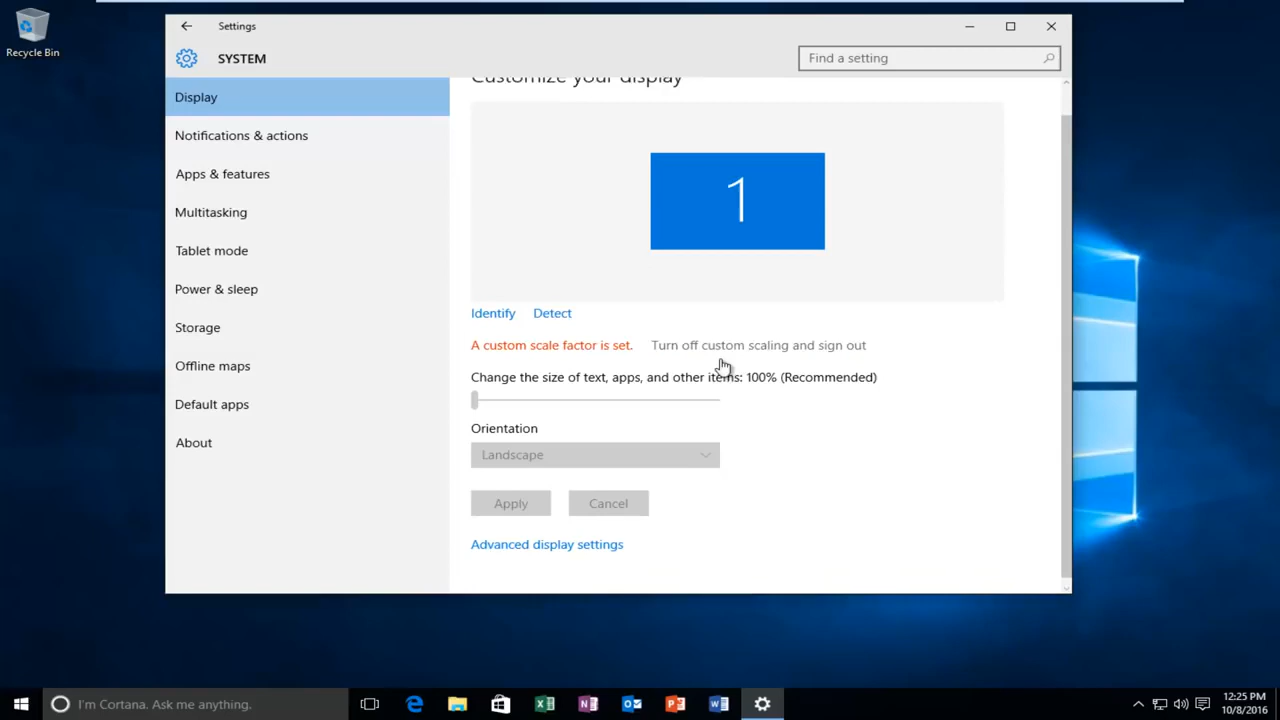 Recycle Bin
Settings
SYSTEM
Find a setting
Display
Notifications & actions
Apps & features
Multitasking
Tablet mode
Power & sleep
Storage
Offline maps
Default apps
About
Customize your display
1
Identify Detect
A custom scale factor is set. Turn off custom scaling and sign out
Change the size of text, apps, and other items: 100% (Recommended)
Orientation
Landscape
Apply Cancel
Advanced display settings
I'm Cortana. Ask me anything.
12:25 PM
10/8/2016